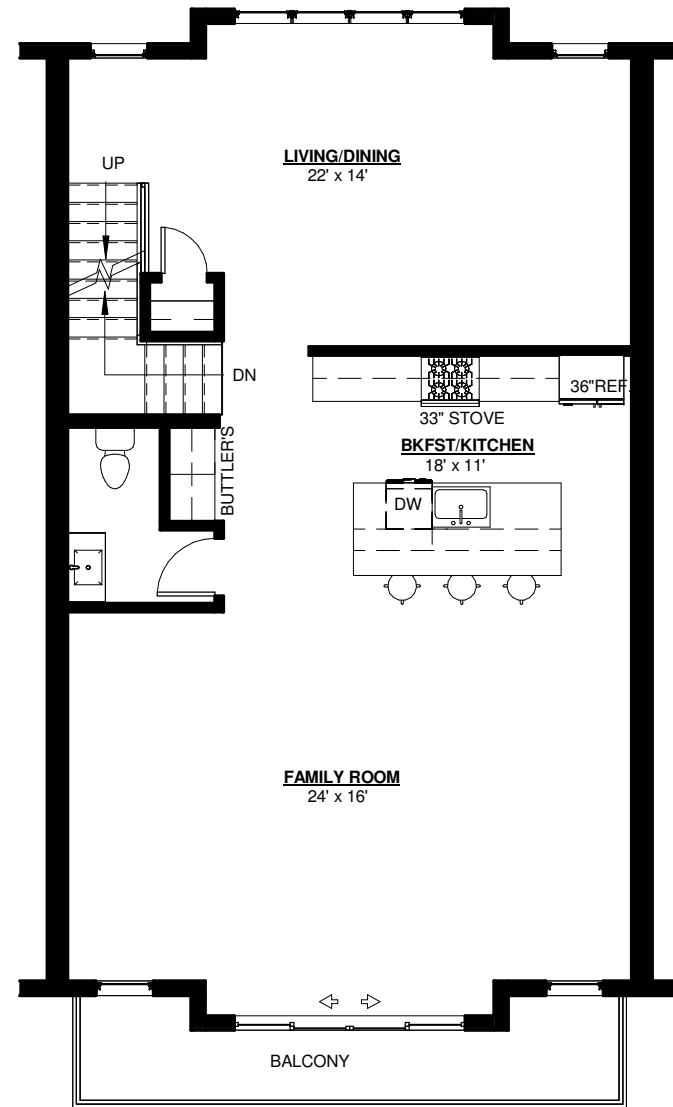 LIVING/DINING
22' x 14'
UP
DN
36"REF.
33" STOVE
BKFST/KITCHEN
18' x 11'
BUTTLER'S
DW
FAMILY ROOM
24' x 16'
BALCONY